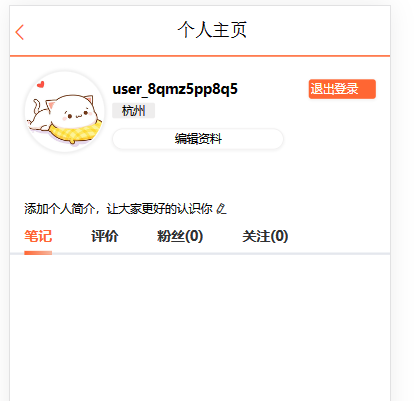 个人主页
user_8qmz5pp8q5
退出登录
杭州
编辑资料
添加个人简介，让大家更好的认识你
笔记 评价 粉丝(0) 关注(0)